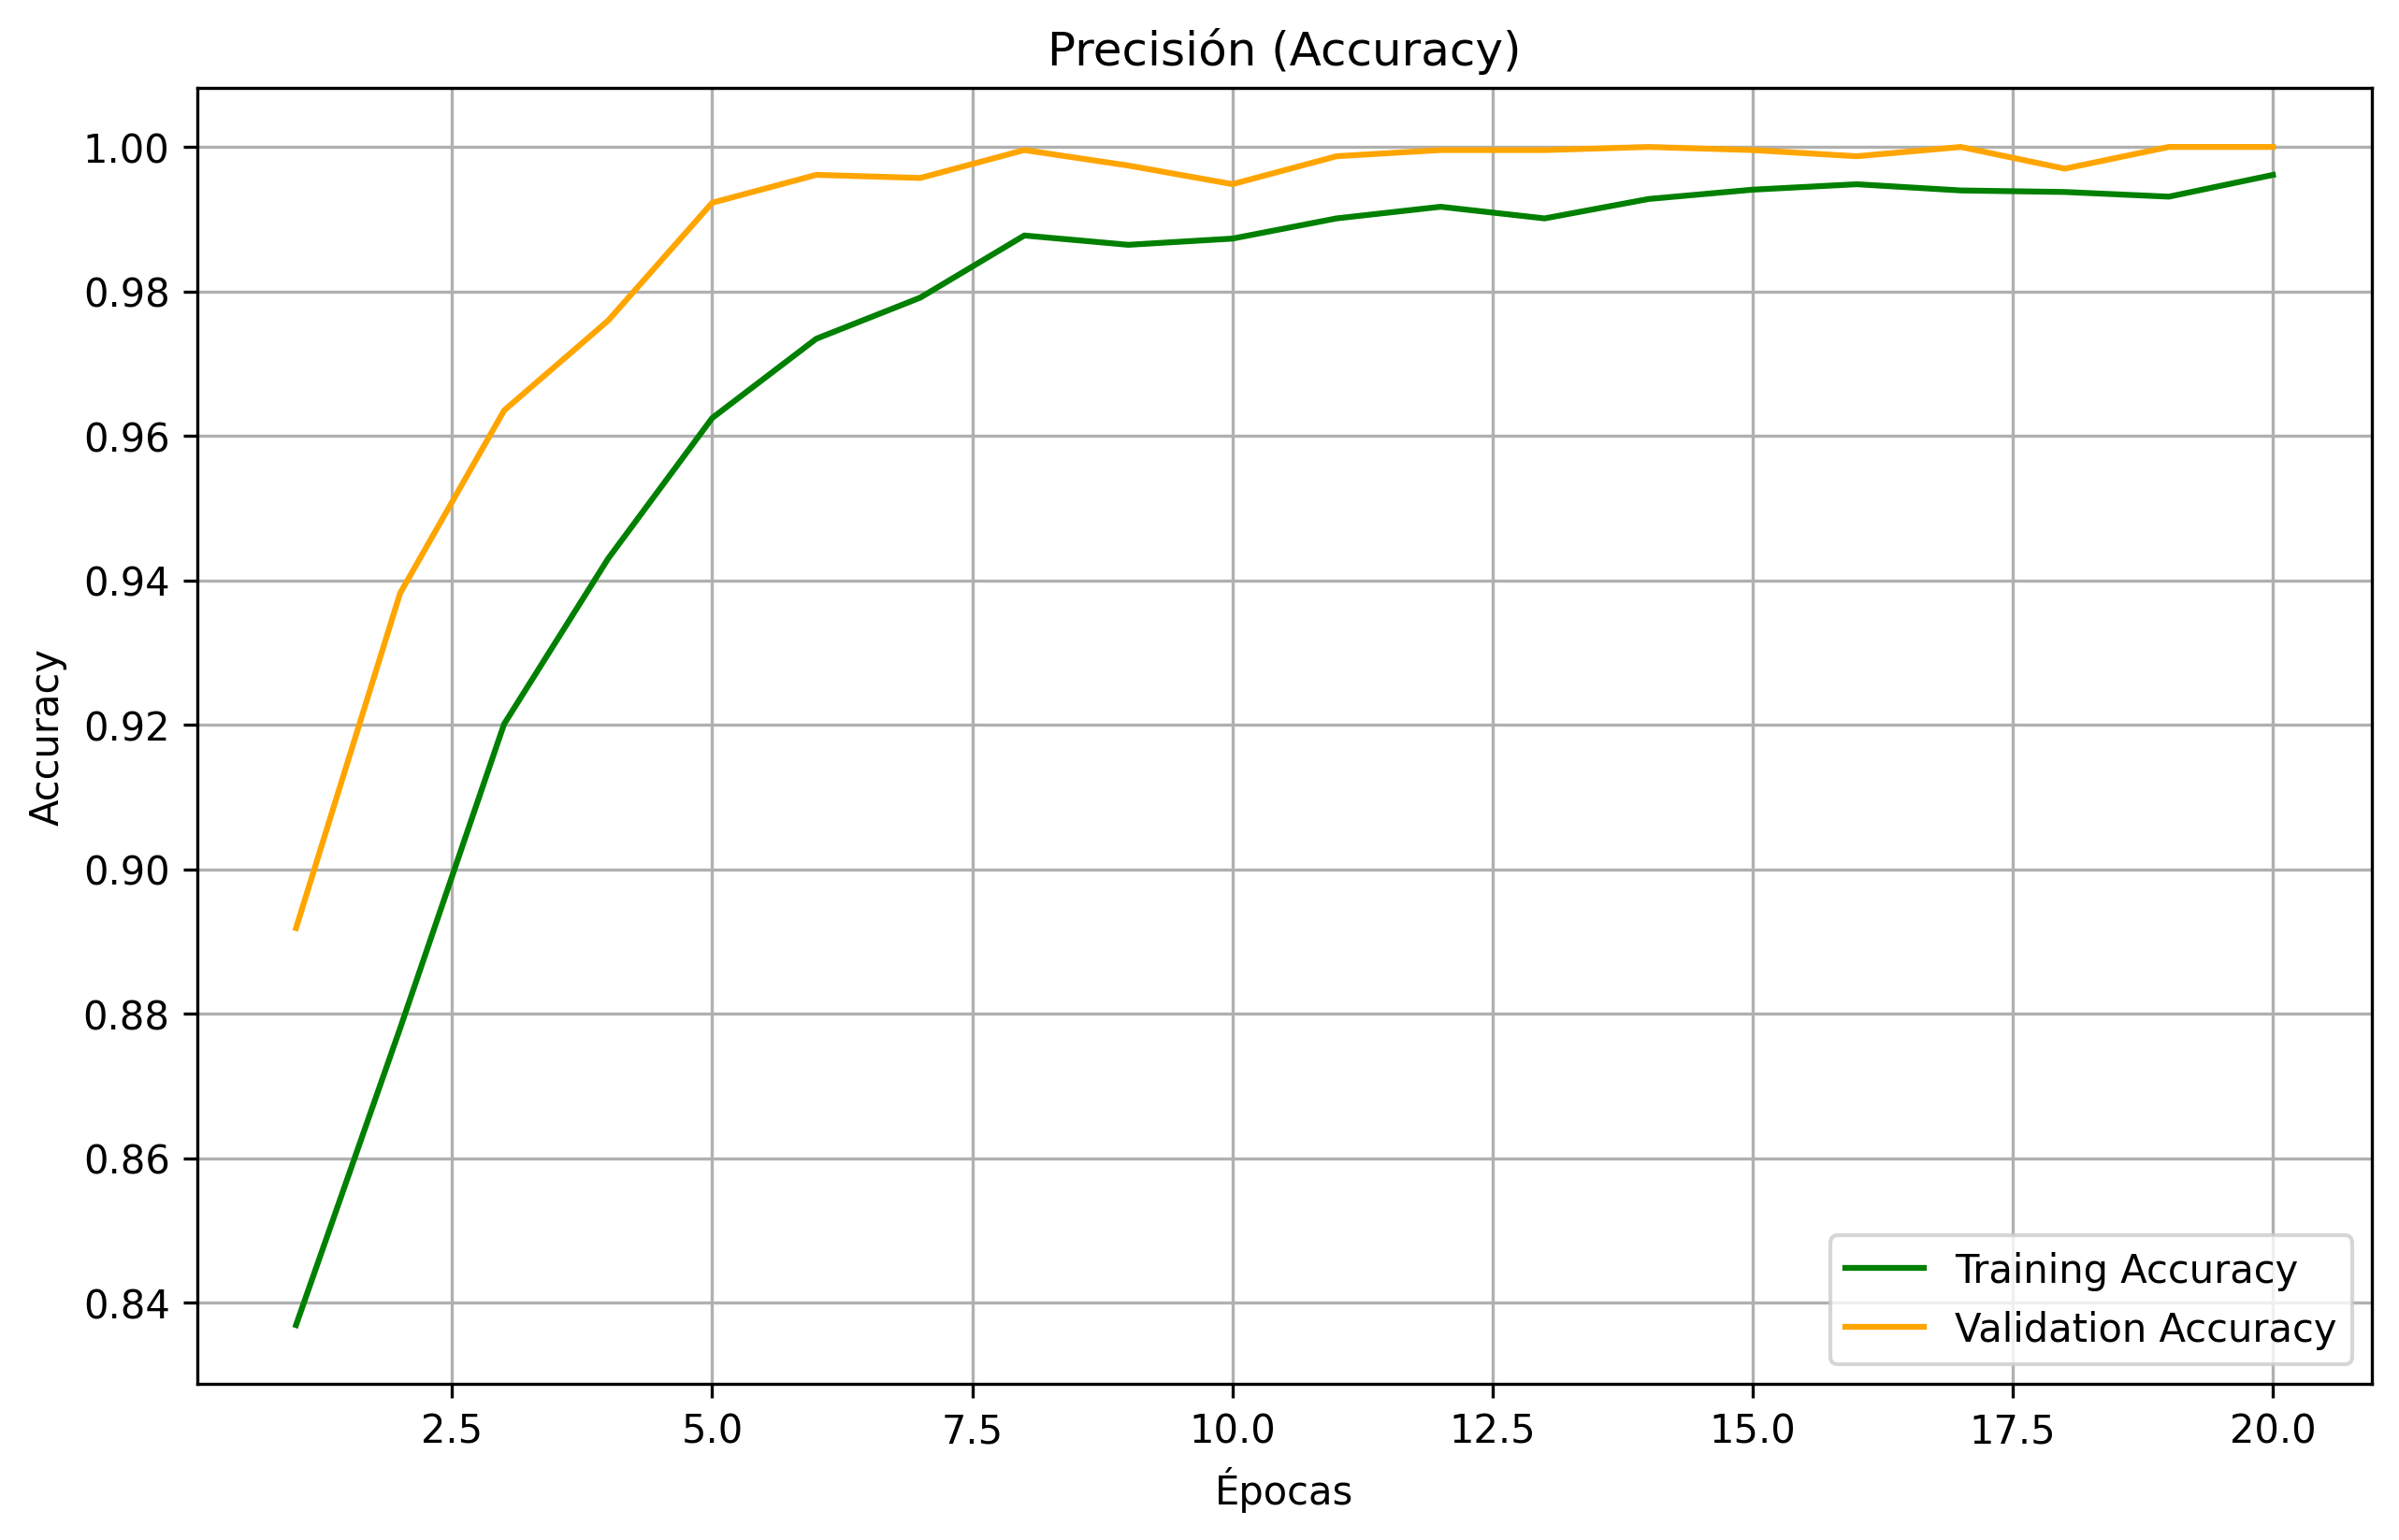 Precisión (Accuracy)
1.00
0.98
0.96
0.94
0.92
0.90
0.88
0.86
0.84
Accuracy
Training Accuracy
Validation Accuracy
2.5 5.0 7.5 10.0 12.5 15.0 17.5 20.0
Épocas